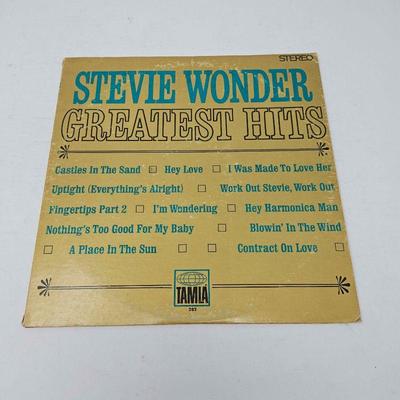 STEREO
STEVIE WONDER
GREATEST HITS
Castles In The Sand □ Hey Love □ I Was Made To Love Her
Uptight (Everything's Alright) □ Work Out Stevie, Work Out
Fingertips Part 2 □ I'm Wondering □ Hey Harmonica Man
Nothing's Too Good For My Baby □ Blowin' In The Wind
□ A Place In The Sun □ Contract On Love □
TAMLA
282